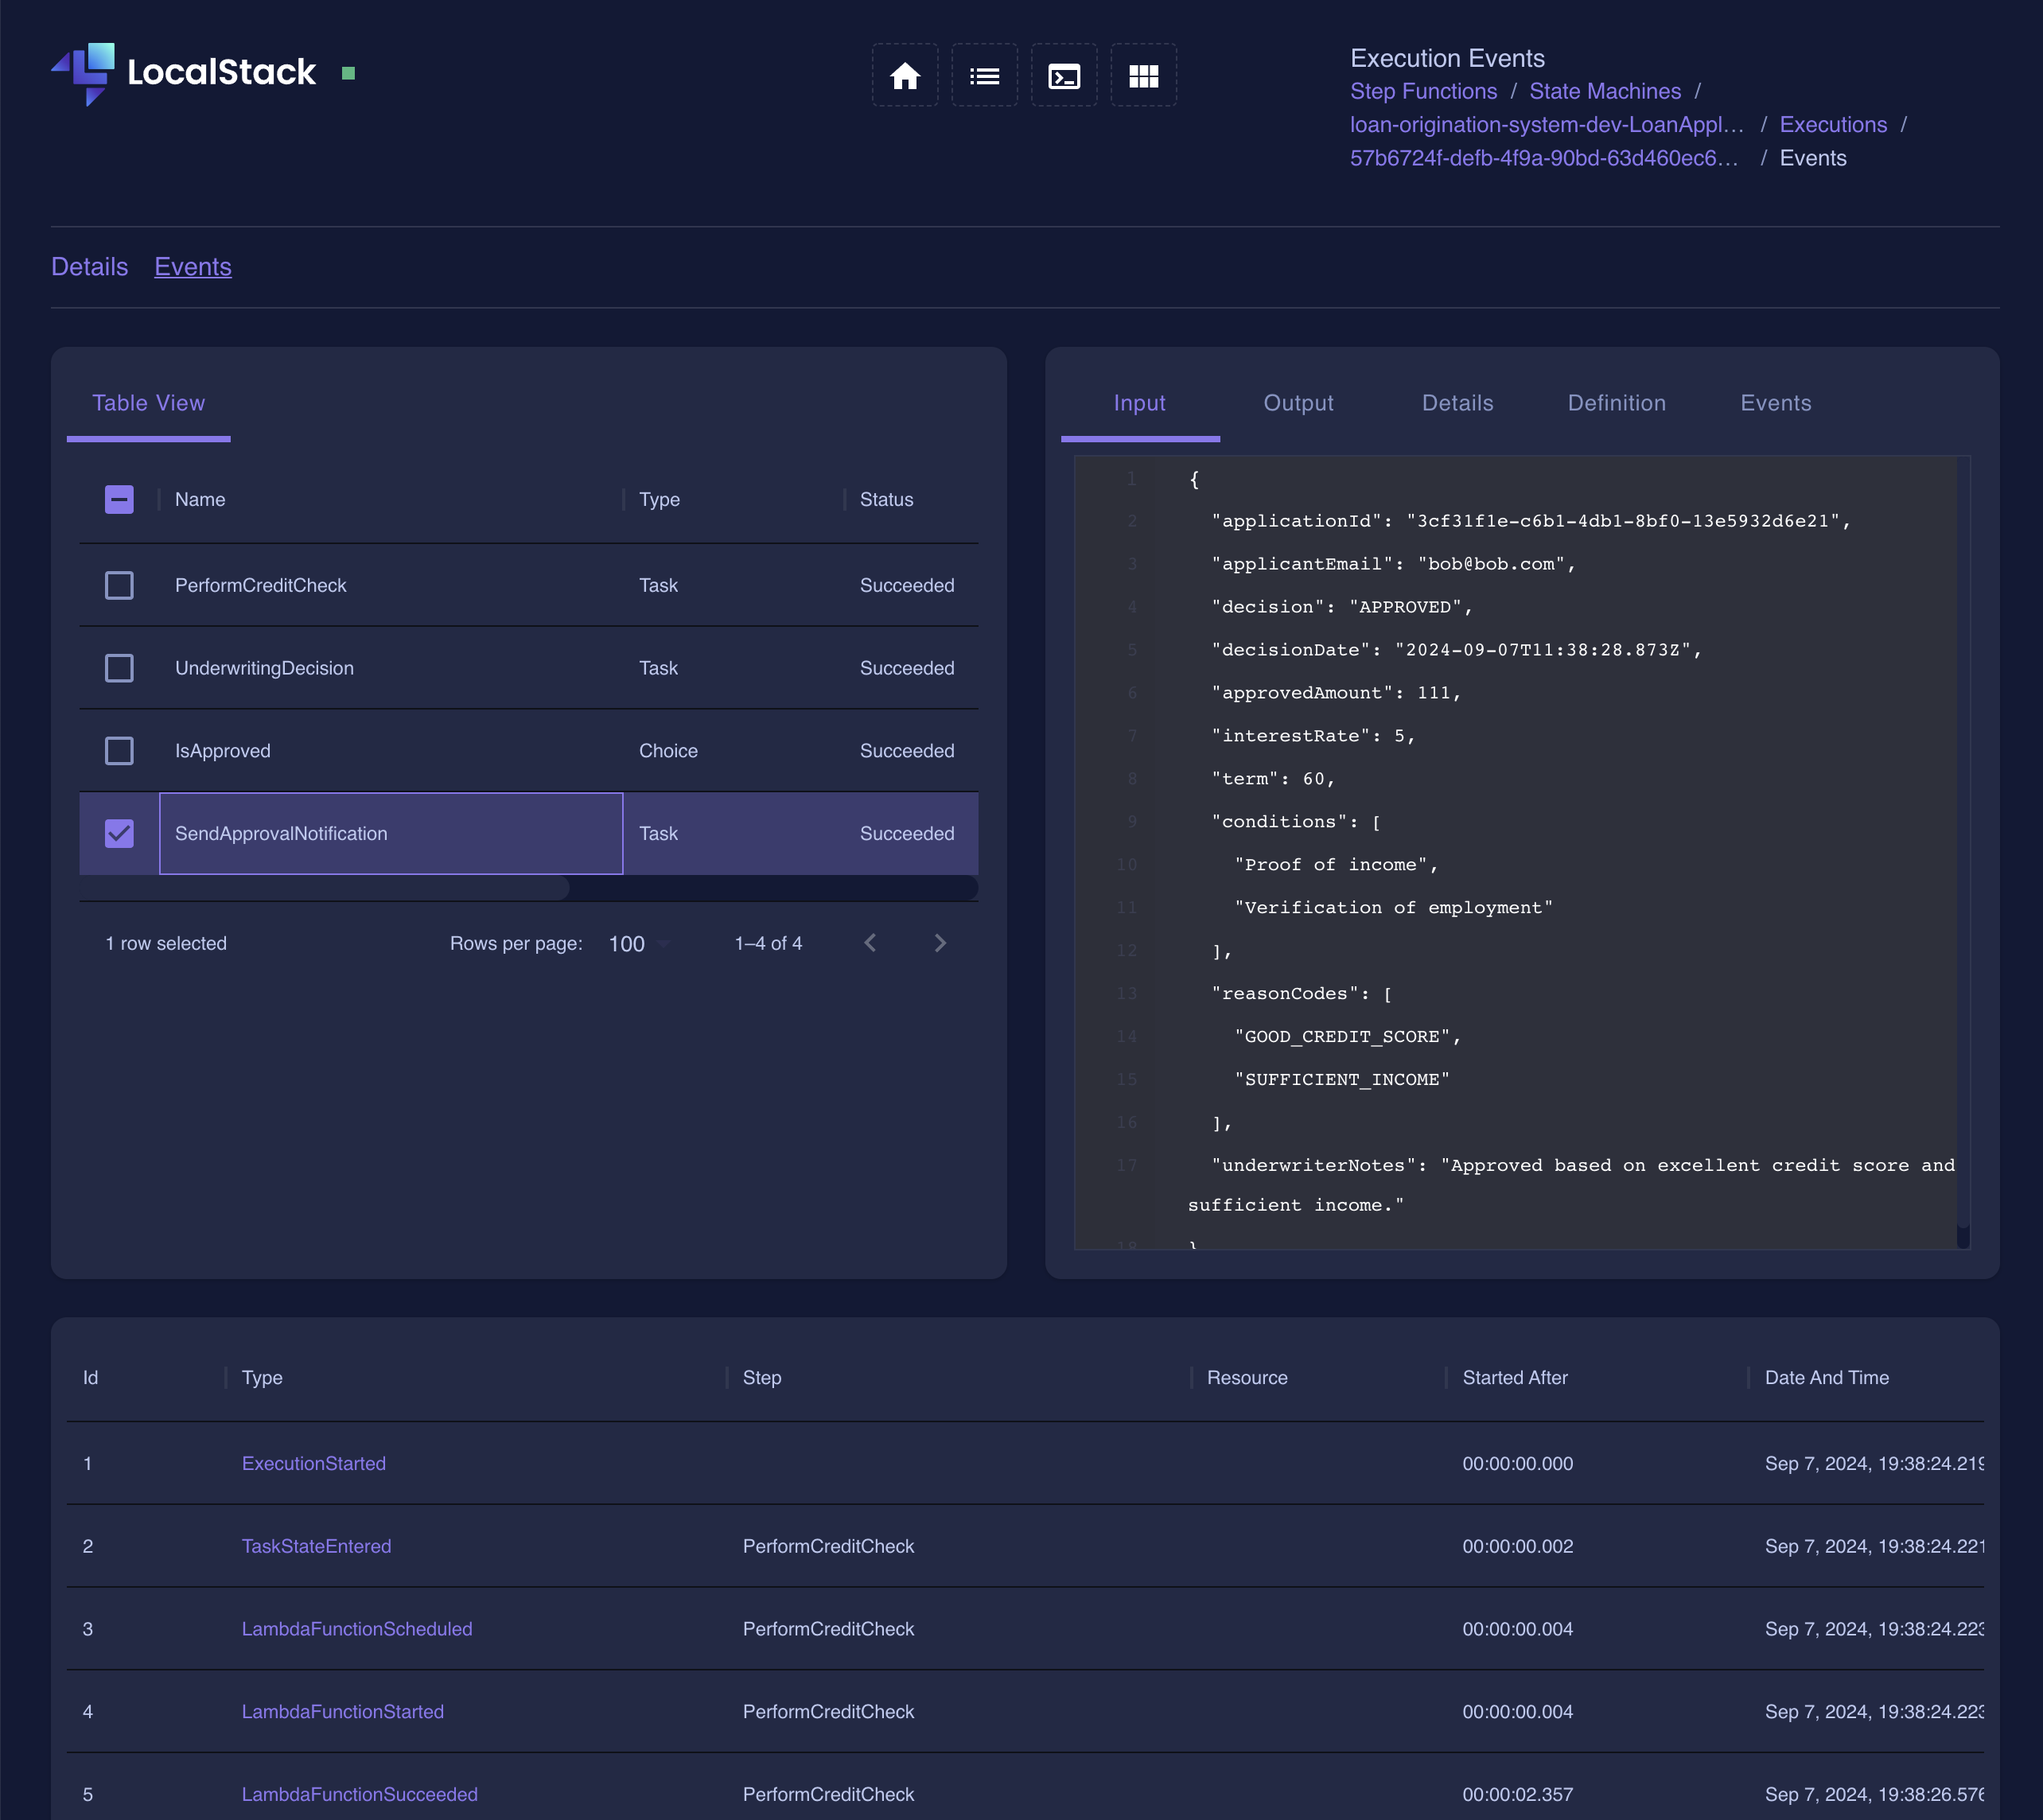 LocalStack
Execution Events
Step Functions / State Machines /
loan-origination-system-dev-LoanAppl... / Executions /
57b6724f-defb-4f9a-90bd-63d460ec6... / Events
Details Events
Table View
Name Type Status
PerformCreditCheck Task Succeeded
UnderwritingDecision Task Succeeded
IsApproved Choice Succeeded
SendApprovalNotification Task Succeeded
1 row selected Rows per page: 100 1–4 of 4
Input Output Details Definition Events
1 {
2 "applicationId": "3cf31f1e-c6b1-4db1-8bf0-13e5932d6e21",
3 "applicantEmail": "bob@bob.com",
4 "decision": "APPROVED",
5 "decisionDate": "2024-09-07T11:38:28.873Z",
6 "approvedAmount": 111,
7 "interestRate": 5,
8 "term": 60,
9 "conditions": [
10 "Proof of income",
11 "Verification of employment"
12 ],
13 "reasonCodes": [
14 "GOOD_CREDIT_SCORE",
15 "SUFFICIENT_INCOME"
16 ],
17 "underwriterNotes": "Approved based on excellent credit score and
sufficient income."
18 }
Id Type Step Resource Started After Date And Time
1 ExecutionStarted 00:00:00.000 Sep 7, 2024, 19:38:24.219
2 TaskStateEntered PerformCreditCheck 00:00:00.002 Sep 7, 2024, 19:38:24.221
3 LambdaFunctionScheduled PerformCreditCheck 00:00:00.004 Sep 7, 2024, 19:38:24.223
4 LambdaFunctionStarted PerformCreditCheck 00:00:00.004 Sep 7, 2024, 19:38:24.223
5 LambdaFunctionSucceeded PerformCreditCheck 00:00:02.357 Sep 7, 2024, 19:38:26.576